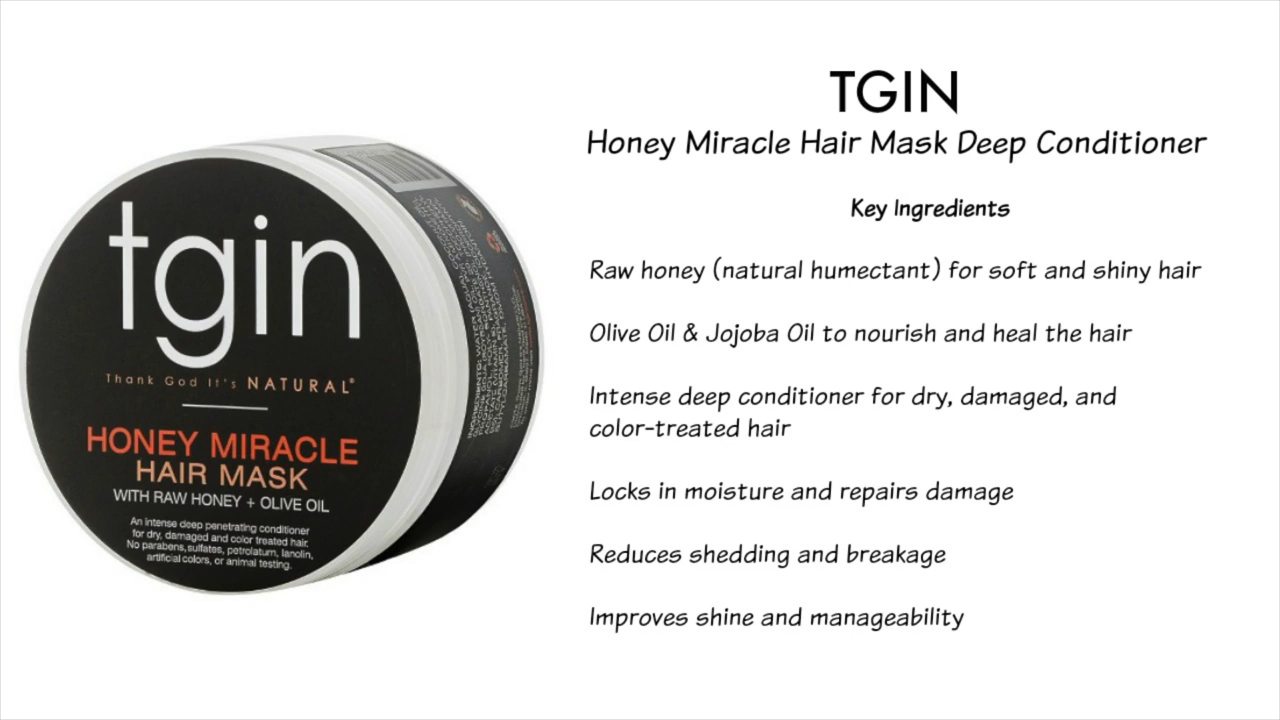 tgin
Thank God It's NATURAL®
HONEY MIRACLE
HAIR MASK
WITH RAW HONEY + OLIVE OIL
An intense deep penetrating conditioner
for dry, damaged and color treated hair.
No parabens, sulfates, petrolatum, lanolin,
artificial colors, or animal testing.
TGIN
Honey Miracle Hair Mask Deep Conditioner
Key Ingredients
Raw honey (natural humectant) for soft and shiny hair
Olive Oil & Jojoba Oil to nourish and heal the hair
Intense deep conditioner for dry, damaged, and
color-treated hair
Locks in moisture and repairs damage
Reduces shedding and breakage
Improves shine and manageability